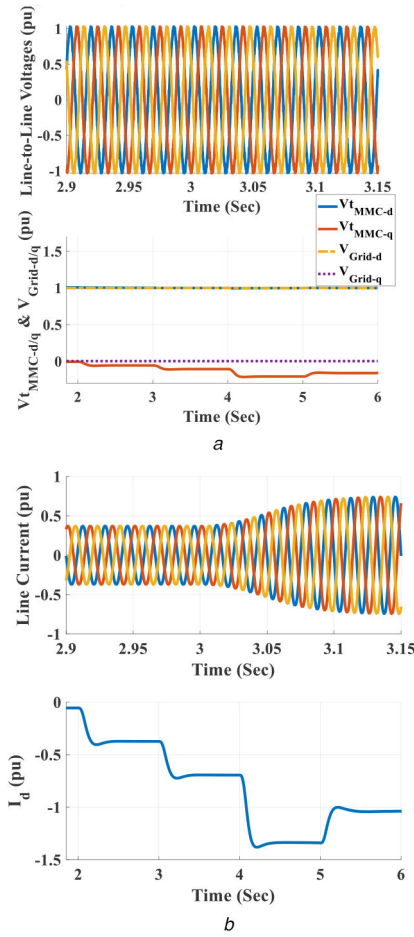 Line-to-Line Voltages (pu)
1
0.5
0
-0.5
-1
2.9 2.95 3 3.05 3.1 3.15
Time (Sec)
Vt_MMC-d
Vt_MMC-q
V_Grid-d
V_Grid-q
Vt_MMC-d/q & V_Grid-d/q (pu)
1.5
1
0.5
0
2 3 4 5 6
Time (Sec)
a
Line Current (pu)
1
0.5
0
-0.5
-1
2.9 2.95 3 3.05 3.1 3.15
Time (Sec)
I_d (pu)
0
-0.5
-1
-1.5
2 3 4 5 6
Time (Sec)
b